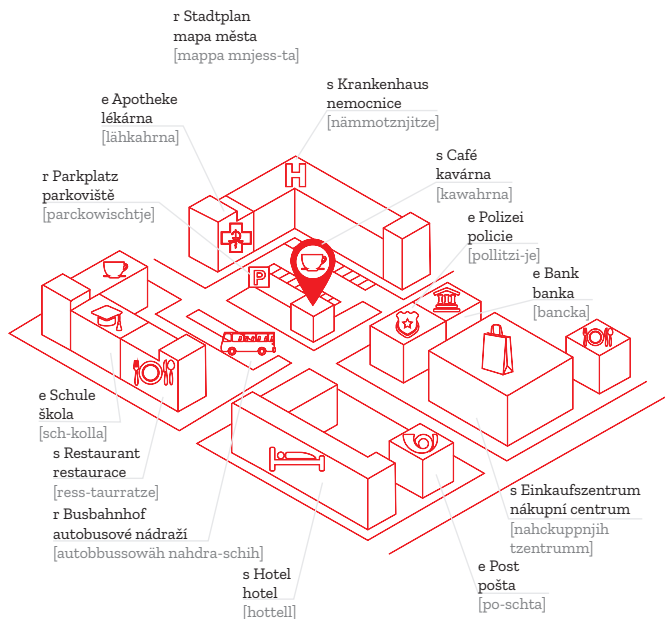 r Stadtplan
mapa města
[mappa mnjess-ta]
s Krankenhaus
nemocnice
[nämmotznjitze]
e Apotheke
lékárna
[lähkahrna]
s Café
kavárna
[kawahrna]
r Parkplatz
parkoviště
[parckowischtje]
e Polizei
policie
[pollitzi-je]
e Bank
banka
[bancka]
H
P
e Schule
škola
[sch-kolla]
s Restaurant
restaurace
[ress-taurratze]
r Busbahnhof
autobusové nádraží
[autobbussowäh nahdra-schih]
s Einkaufszentrum
nákupní centrum
[nahckuppnjih
tzentrumm]
s Hotel
hotel
[hottell]
e Post
pošta
[po-schta]